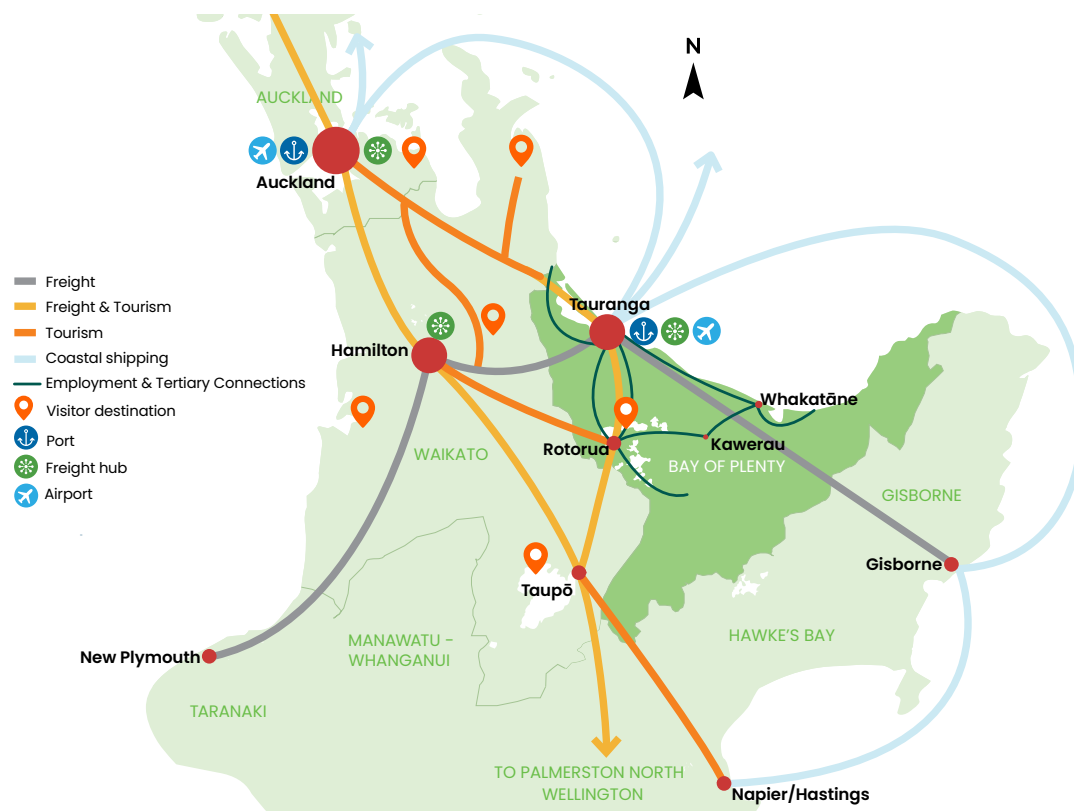 N
AUCKLAND
Auckland
Freight
Freight & Tourism
Tourism
Coastal shipping
Employment & Tertiary Connections
Visitor destination
Port
Freight hub
Airport
Tauranga
Hamilton
Whakatāne
Kawerau
Rotorua
WAIKATO
BAY OF PLENTY
GISBORNE
Gisborne
Taupō
HAWKE'S BAY
MANAWATU –
WHANGANUI
New Plymouth
TARANAKI
TO PALMERSTON NORTH
WELLINGTON
Napier/Hastings